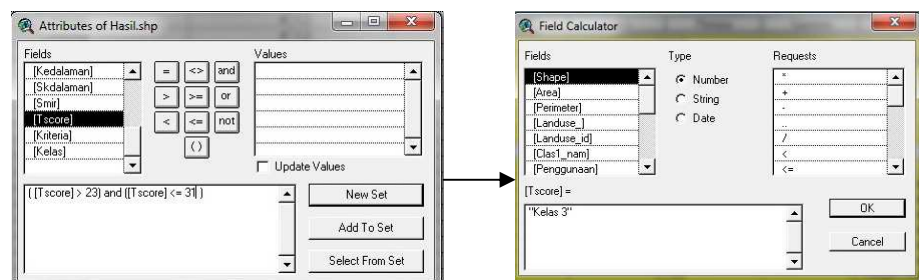 Attributes of Hasil.shp
Fields
[Kedalaman]
[Skdalaman]
[Smir]
[Tscore]
[Kriteria]
[Kelas]
= <> and
> >= or
< <= not
()
Values
Update Values
( [Tscore] > 23) and ([Tscore] <= 31 )
New Set
Add To Set
Select From Set
Field Calculator
Fields
[Shape]
[Area]
[Perimeter]
[Landuse_]
[Landuse_id]
[Clas1_nam]
[Penggunaan]
Type
Number
String
Date
Requests
*
+
-
/
<
<=
[Tscore] =
"Kelas 3"
OK
Cancel